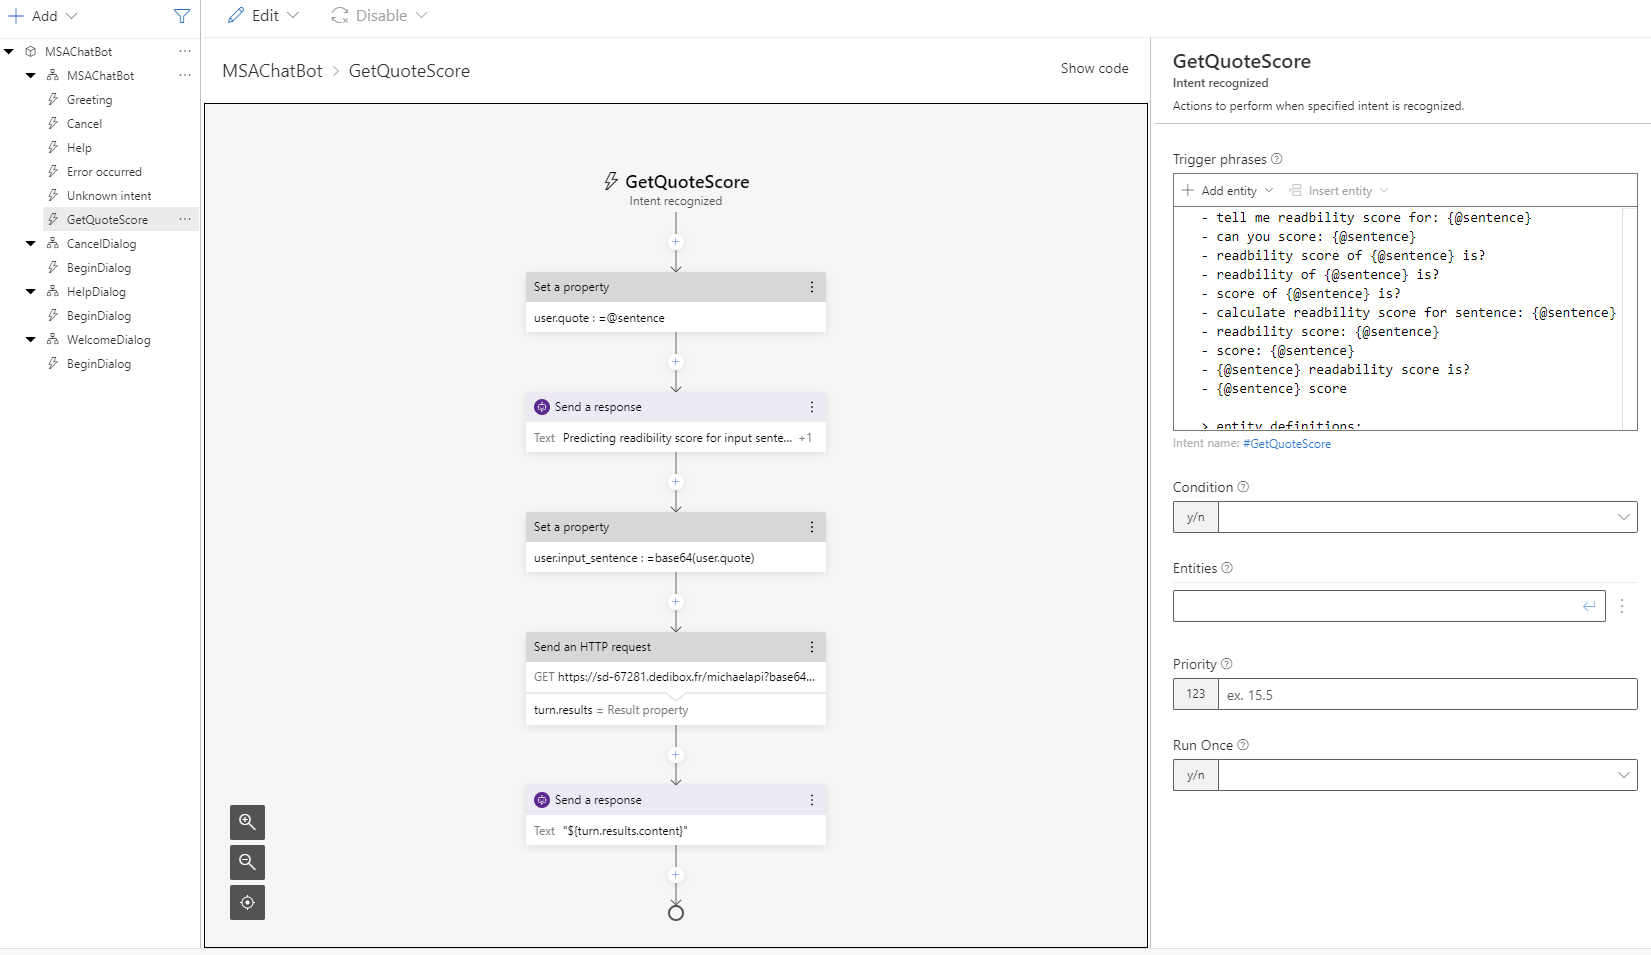 Add
Edit
Disable
MSAChatBot
MSAChatBot
Greeting
Cancel
Help
Error occurred
Unknown intent
GetQuoteScore
CancelDialog
BeginDialog
HelpDialog
BeginDialog
WelcomeDialog
BeginDialog
MSAChatBot > GetQuoteScore
Show code
GetQuoteScore
Intent recognized
Set a property
user.quote : =@sentence
Send a response
Text Predicting readibility score for input sente... +1
Set a property
user.input_sentence : =base64(user.quote)
Send an HTTP request
GET https://sd-67281.dedibox.fr/michaelapi?base64...
turn.results = Result property
Send a response
Text "${turn.results.content}"
GetQuoteScore
Intent recognized
Actions to perform when specified intent is recognized.
Trigger phrases
Add entity
Insert entity
- tell me readbility score for: {@sentence}
- can you score: {@sentence}
- readbility score of {@sentence} is?
- readbility of {@sentence} is?
- score of {@sentence} is?
- calculate readbility score for sentence: {@sentence}
- readbility score: {@sentence}
- score: {@sentence}
- {@sentence} readability score is?
- {@sentence} score
> entity definitions:
Intent name: #GetQuoteScore
Condition
y/n
Entities
Priority
123 ex. 15.5
Run Once
y/n